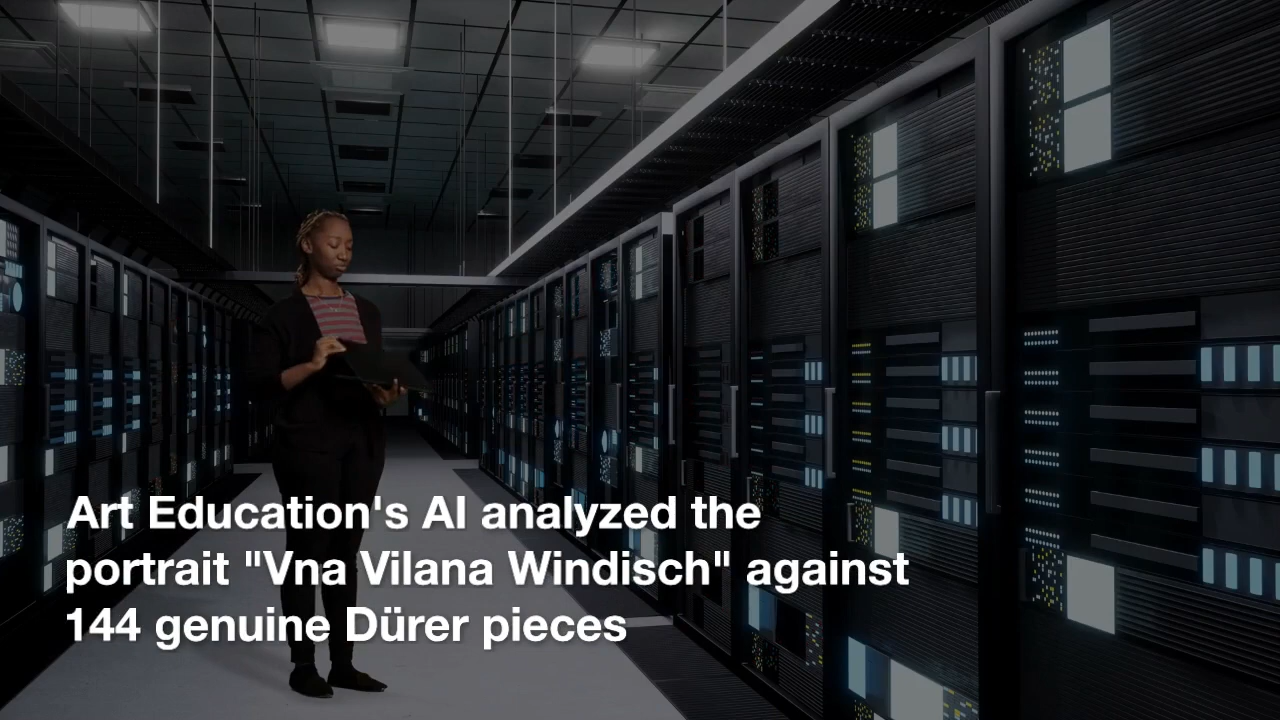 Art Education's AI analyzed the
portrait "Vna Vilana Windisch" against
144 genuine Dürer pieces